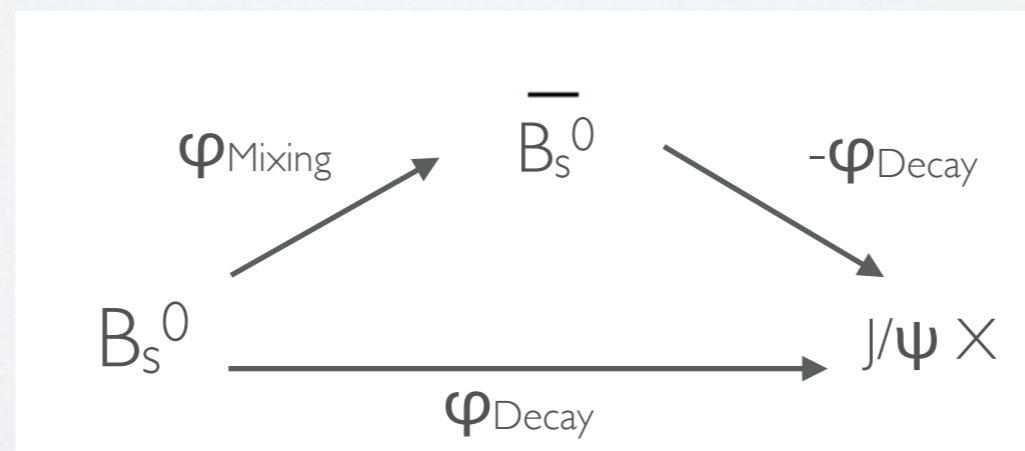 φMixing
B̅s⁰
-φDecay
Bs⁰
J/ψ X
φDecay